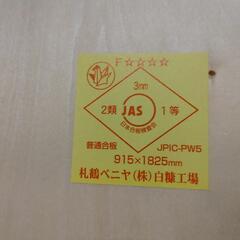 F☆☆☆☆
3mm
2類 JAS 1等
日本合板検査会
普通合板 JPIC-PW5
915×1825mm
札鶴ベニヤ(株)白糠工場